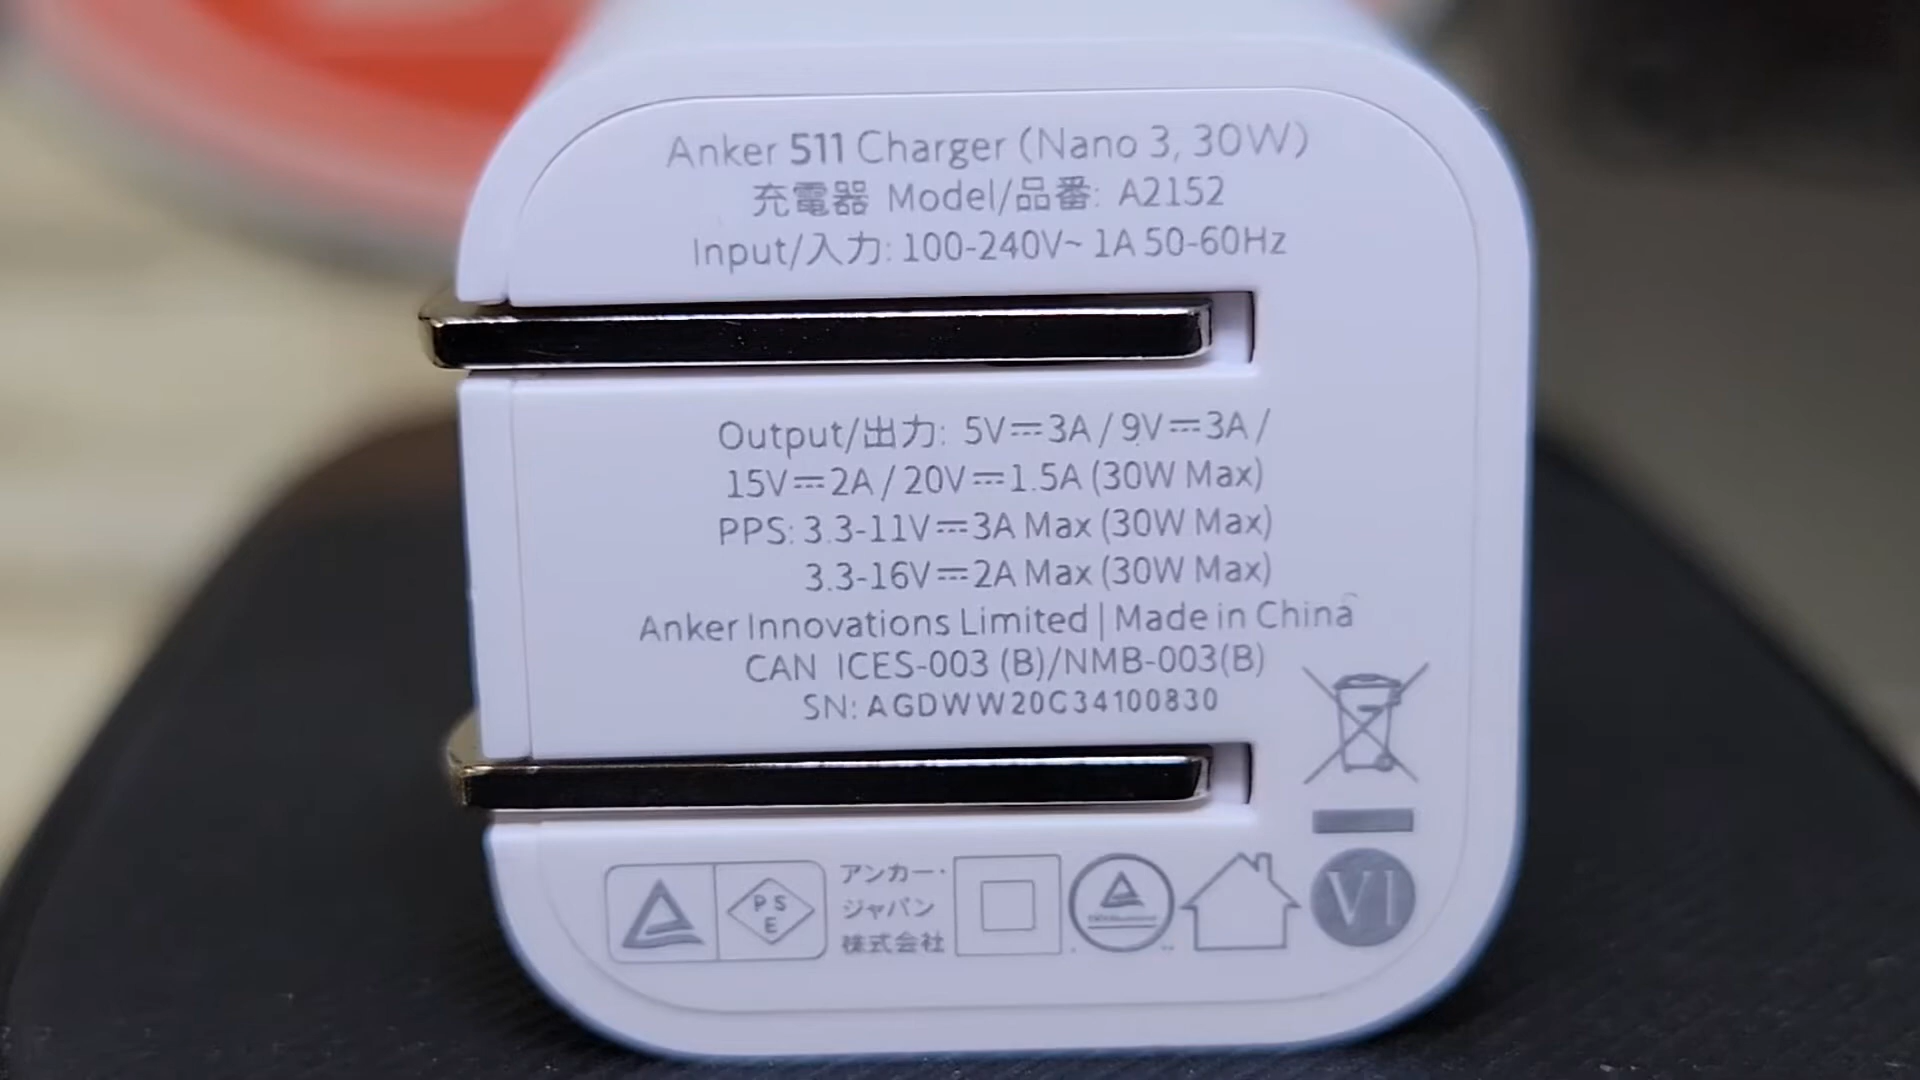 Anker 511 Charger (Nano 3, 30W)
充電器 Model/品番: A2152
Input/入力: 100-240V~ 1A 50-60Hz
Output/出力: 5V⎓3A / 9V⎓3A /
15V⎓2A / 20V⎓1.5A (30W Max)
PPS: 3.3-11V⎓3A Max (30W Max)
3.3-16V⎓2A Max (30W Max)
Anker Innovations Limited | Made in China
CAN ICES-003 (B)/NMB-003(B)
SN: AGDWW20C34100830
PSE
アンカー・
ジャパン
株式会社
VI